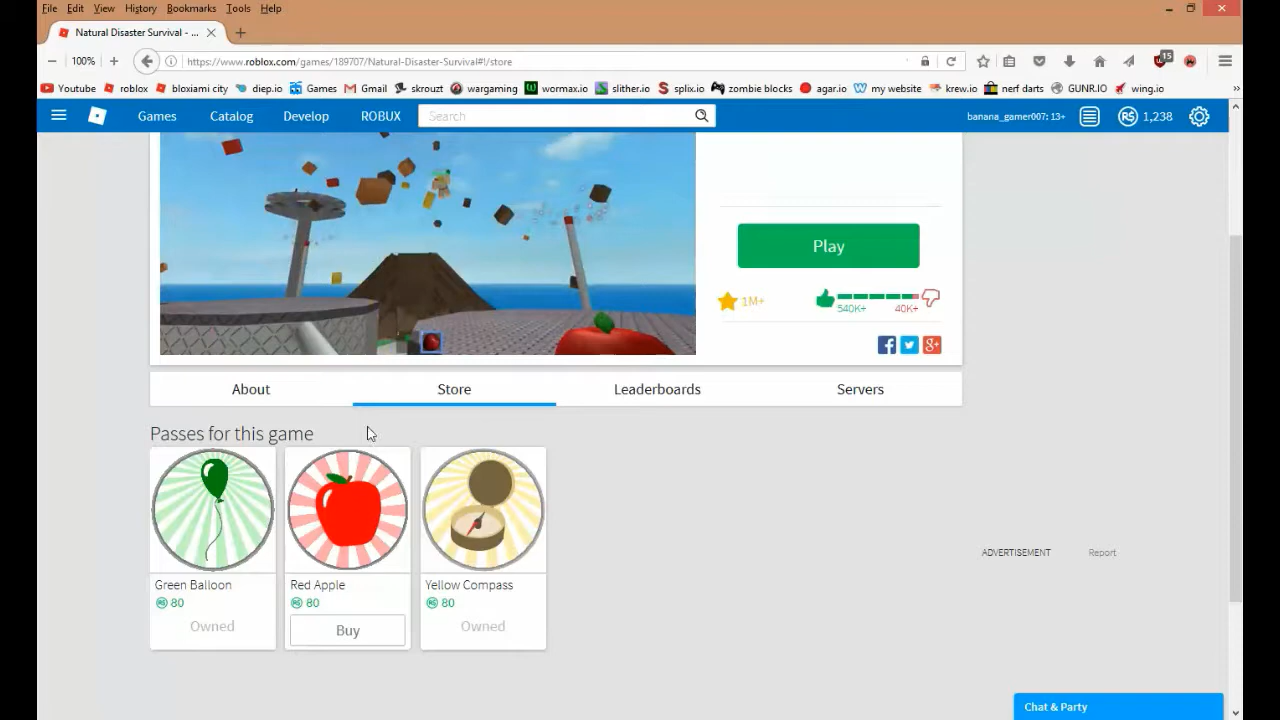 File Edit View History Bookmarks Tools Help
Natural Disaster Survival - ...
100% https://www.roblox.com/games/189707/Natural-Disaster-Survival#!/store 15
Youtube roblox bloxiami city diep.io Games Gmail skrouzt wargaming wormax.io slither.io splix.io zombie blocks agar.io my website krew.io nerf darts GUNR.IO wing.io
Games Catalog Develop ROBUX Search banana_gamer007: 13+ R$ 1,238
Play
1M+ 540K+ 40K+
About Store Leaderboards Servers
Passes for this game
Green Balloon Red Apple Yellow Compass
R$ 80 R$ 80 R$ 80
Owned Buy Owned
ADVERTISEMENT Report
Chat & Party